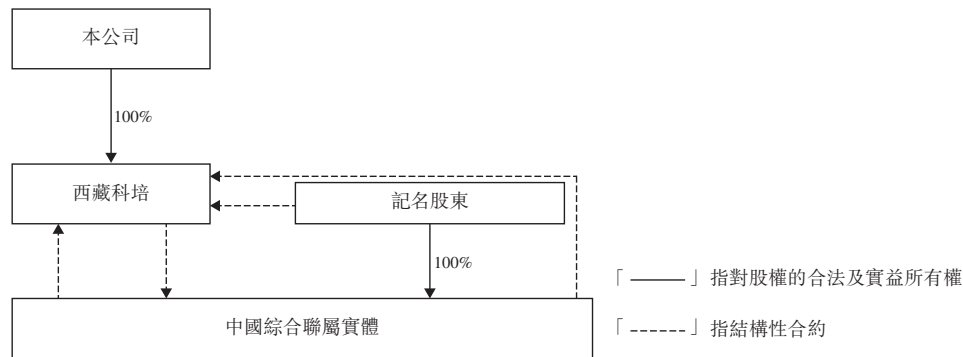 本公司
100%
西藏科培
記名股東
100%
「 ——— 」指對股權的合法及實益所有權
中國綜合聯屬實體
「 ------ 」指結構性合約